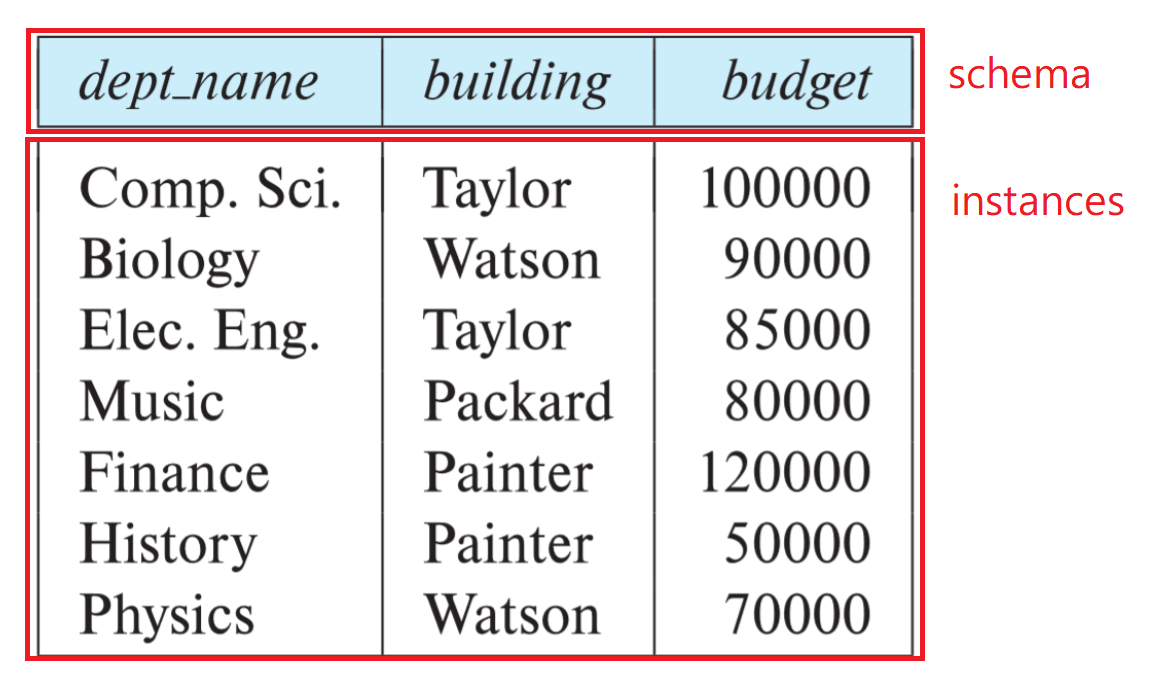 dept_name building budget schema
Comp. Sci. Taylor 100000 instances
Biology Watson 90000
Elec. Eng. Taylor 85000
Music Packard 80000
Finance Painter 120000
History Painter 50000
Physics Watson 70000